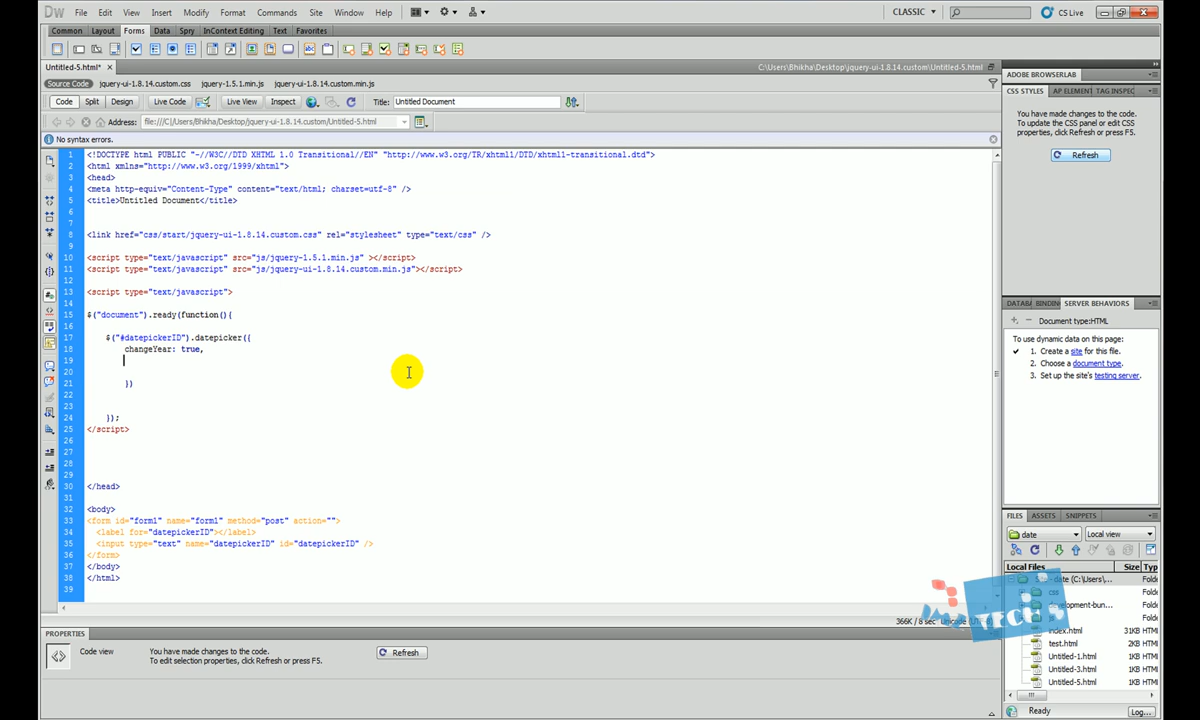 Dw File Edit View Insert Modify Format Commands Site Window Help CLASSIC CS Live
Common Layout Forms Data Spry InContext Editing Text Favorites
Untitled-5.html* × C:\Users\Bhikha\Desktop\jquery-ui-1.8.14.custom\Untitled-5.html
Source Code jquery-ui-1.8.14.custom.css jquery-1.5.1.min.js jquery-ui-1.8.14.custom.min.js
Code Split Design Live Code Live View Inspect Title: Untitled Document
Address: file:///C|/Users/Bhikha/Desktop/jquery-ui-1.8.14.custom/Untitled-5.html
No syntax errors.
1 <!DOCTYPE html PUBLIC "-//W3C//DTD XHTML 1.0 Transitional//EN" "http://www.w3.org/TR/xhtml1/DTD/xhtml1-transitional.dtd">
2 <html xmlns="http://www.w3.org/1999/xhtml">
3 <head>
4 <meta http-equiv="Content-Type" content="text/html; charset=utf-8" />
5 <title>Untitled Document</title>
6
7
8 <link href="css/start/jquery-ui-1.8.14.custom.css" rel="stylesheet" type="text/css" />
9
10 <script type="text/javascript" src="js/jquery-1.5.1.min.js" ></script>
11 <script type="text/javascript" src="js/jquery-ui-1.8.14.custom.min.js"></script>
12
13 <script type="text/javascript">
14
15 $("document").ready(function(){
16
17 $("#datepickerID").datepicker({
18 changeYear: true,
19
20
21 })
22
23
24 });
25 </script>
26
27
28
29
30 </head>
31
32 <body>
33 <form id="form1" name="form1" method="post" action="">
34 <label for="datepickerID"></label>
35 <input type="text" name="datepickerID" id="datepickerID" />
36 </form>
37 </body>
38 </html>
39
366K / 8 sec
PROPERTIES
Code view You have made changes to the code.
To edit selection properties, click Refresh or press F5.
Refresh
ADOBE BROWSERLAB
CSS STYLES AP ELEMENT TAG INSPEC
You have made changes to the code.
To update the CSS panel or edit CSS
properties, click Refresh or press F5.
Refresh
DATABA BINDING SERVER BEHAVIORS
Document type:HTML
To use dynamic data on this page:
1. Create a site for this file.
2. Choose a document type.
3. Set up the site's testing server.
FILES ASSETS SNIPPETS
date Local view
Local Files Size Typ
date (C:\Users\... Folde
css Folde
development-bun... Folde
Folde
index.html 31KB HTM
test.html 2KB HTM
Untitled-1.html 1KB HTM
Untitled-3.html 1KB HTM
Untitled-5.html 1KB HTM
Ready Log...
TECH